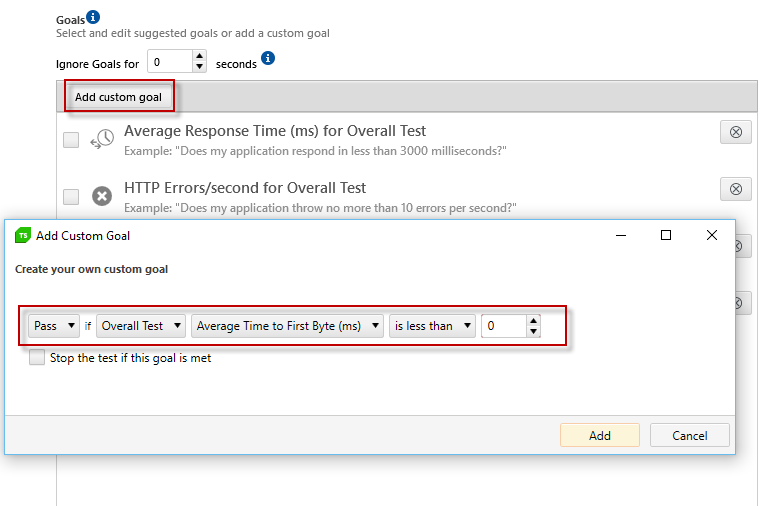 Goals
Select and edit suggested goals or add a custom goal
Ignore Goals for 0 seconds
Add custom goal
Average Response Time (ms) for Overall Test
Example: "Does my application respond in less than 3000 milliseconds?"
HTTP Errors/second for Overall Test
Example: "Does my application throw no more than 10 errors per second?"
TS Add Custom Goal
Create your own custom goal
Pass if Overall Test Average Time to First Byte (ms) is less than 0
Stop the test if this goal is met
Add Cancel